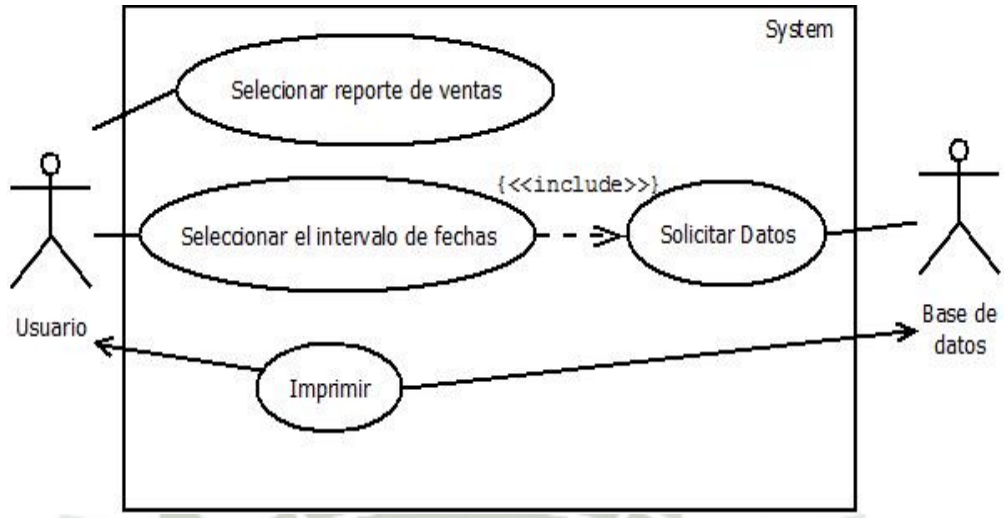 System
Selecionar reporte de ventas
{<<include>>}
Seleccionar el intervalo de fechas
Solicitar Datos
Usuario
Base de
datos
Imprimir